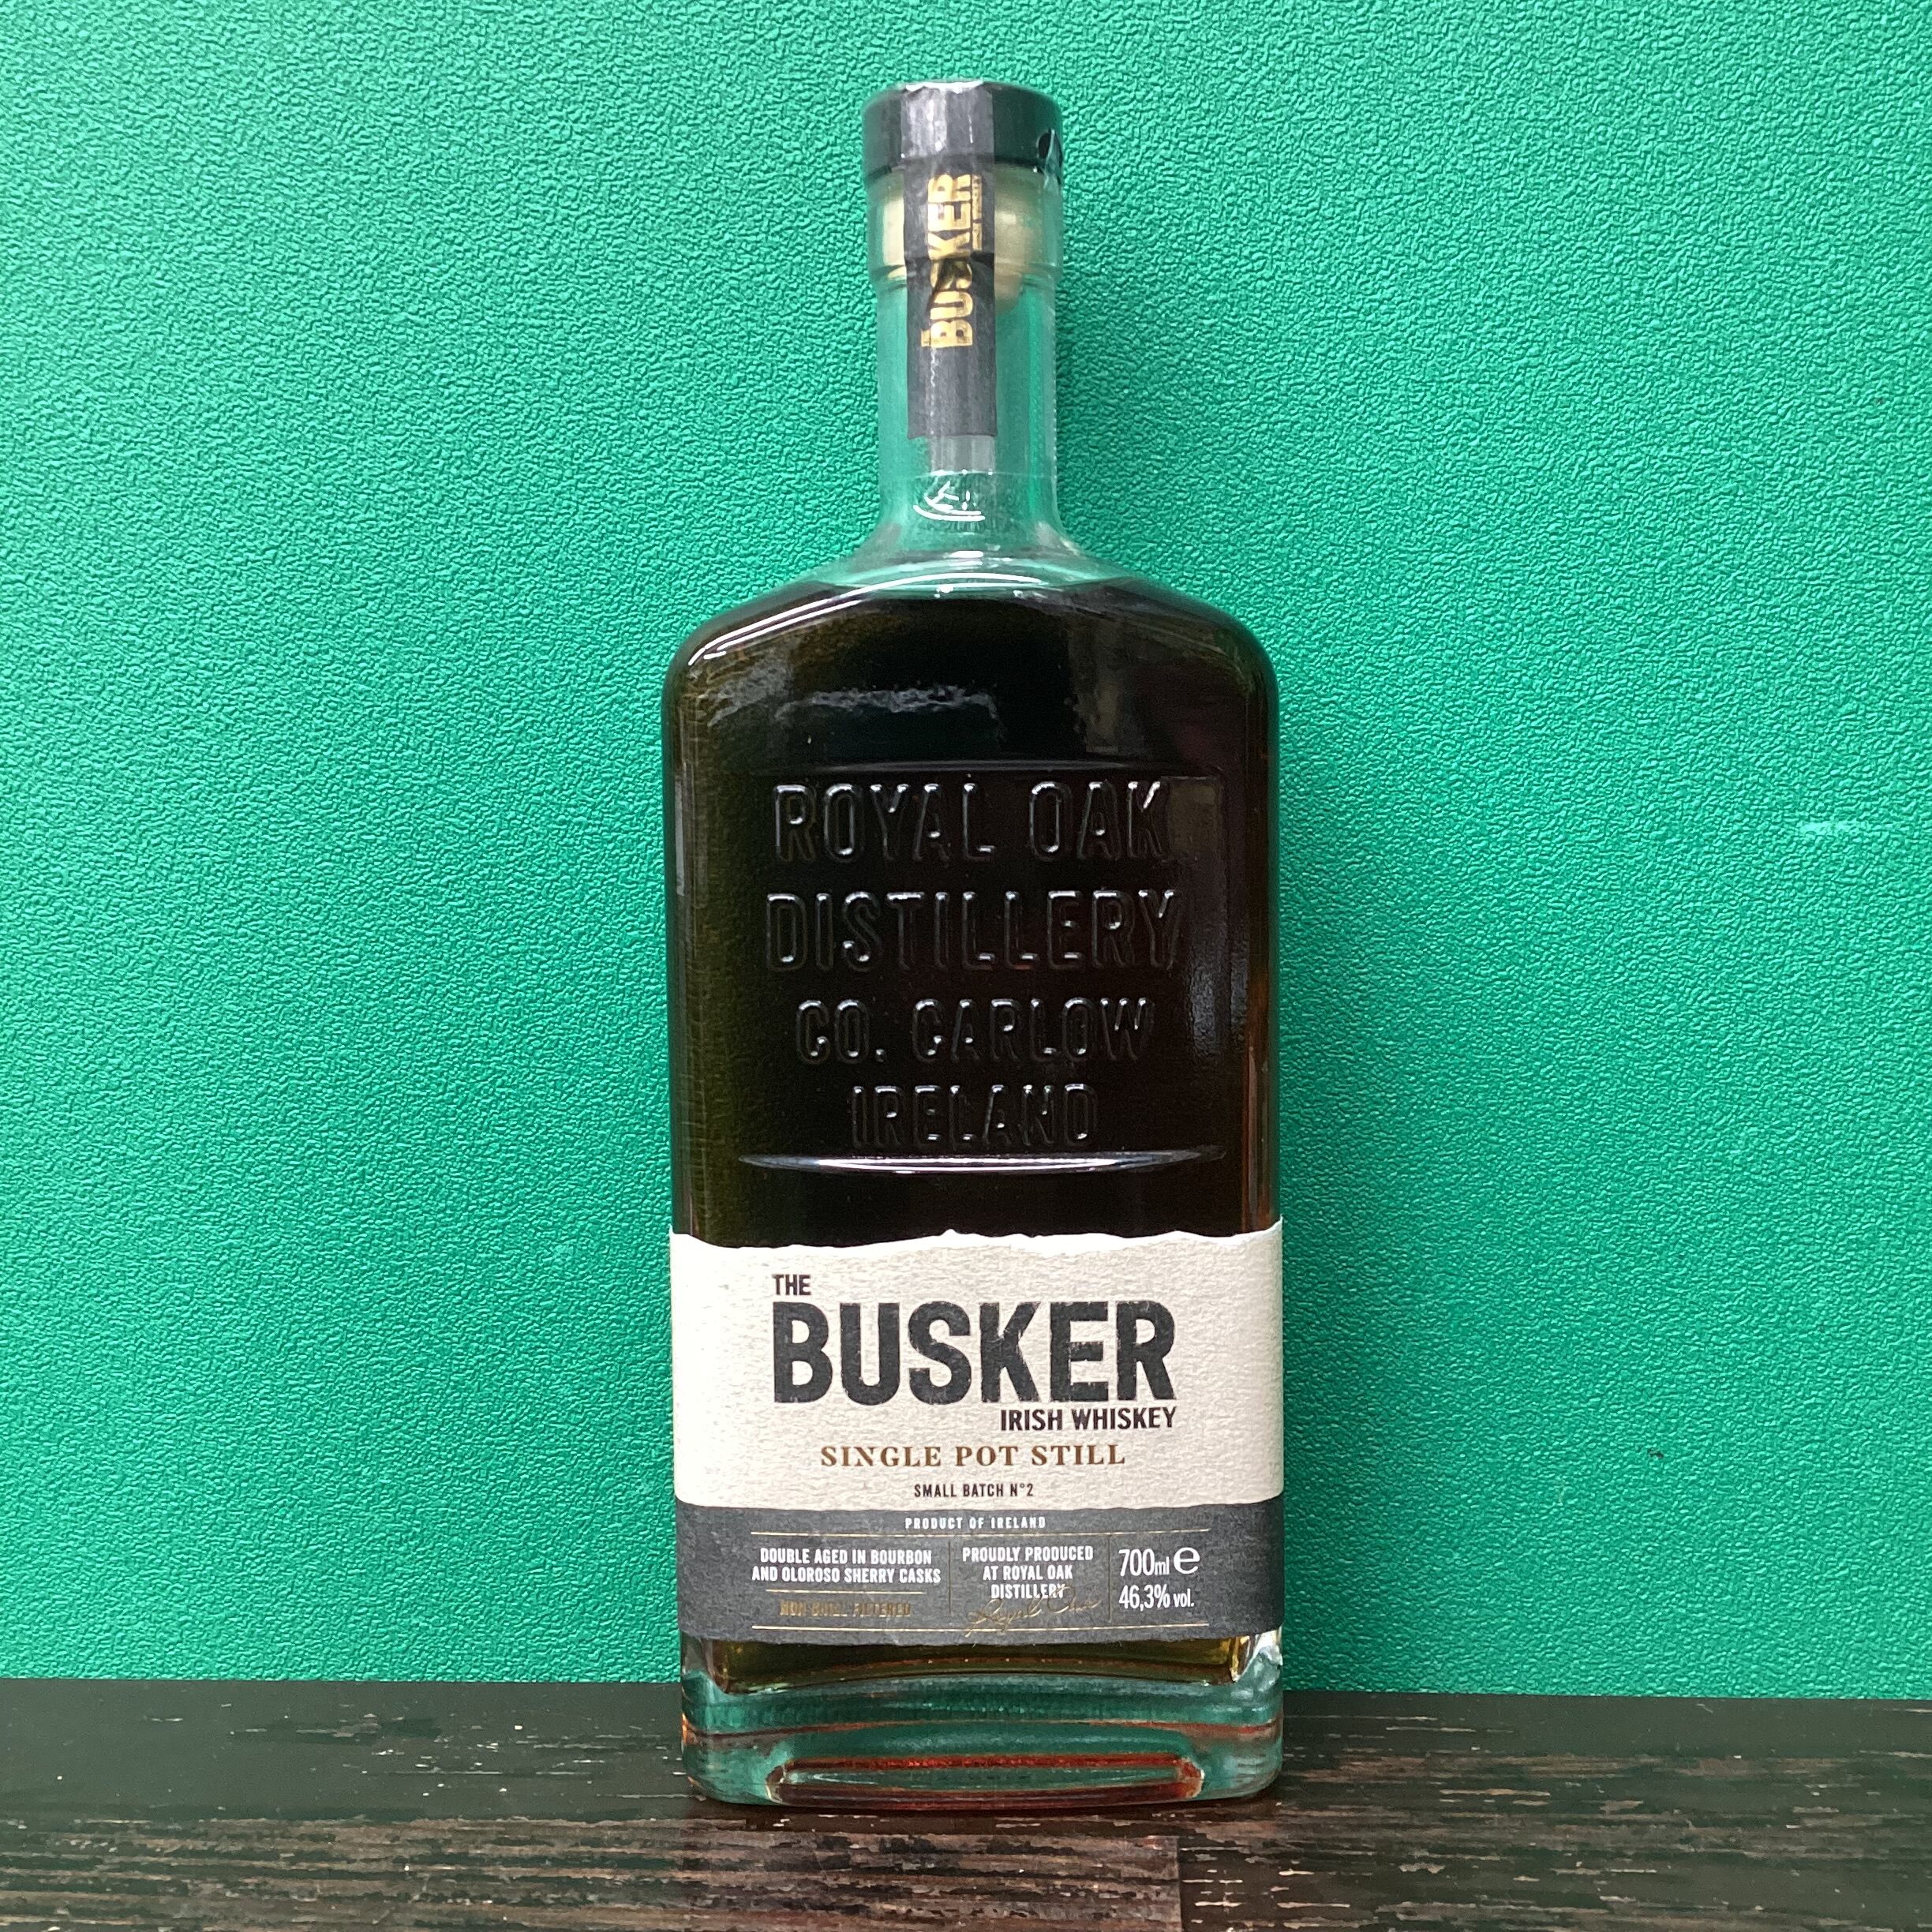 BUSKER
ROYAL OAK
DISTILLERY
CO. CARLOW
IRELAND
THE
BUSKER
IRISH WHISKEY
SINGLE POT STILL
SMALL BATCH N°2
PRODUCT OF IRELAND
DOUBLE AGED IN BOURBON
AND OLOROSO SHERRY CASKS
NON CHILL FILTERED
PROUDLY PRODUCED
AT ROYAL OAK
DISTILLERY
Royal Oak
700ml e
46,3% vol.